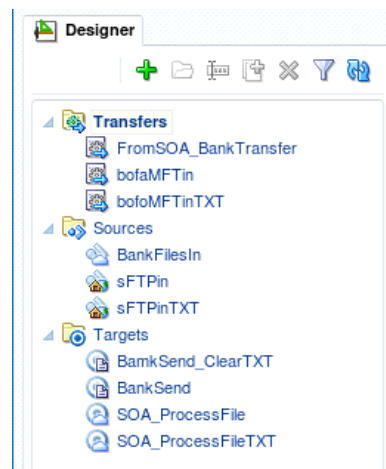 Designer
Transfers
FromSOA_BankTransfer
bofaMFTin
bofoMFTinTXT
Sources
BankFilesIn
sFTPin
sFTPinTXT
Targets
BamkSend_ClearTXT
BankSend
SOA_ProcessFile
SOA_ProcessFileTXT